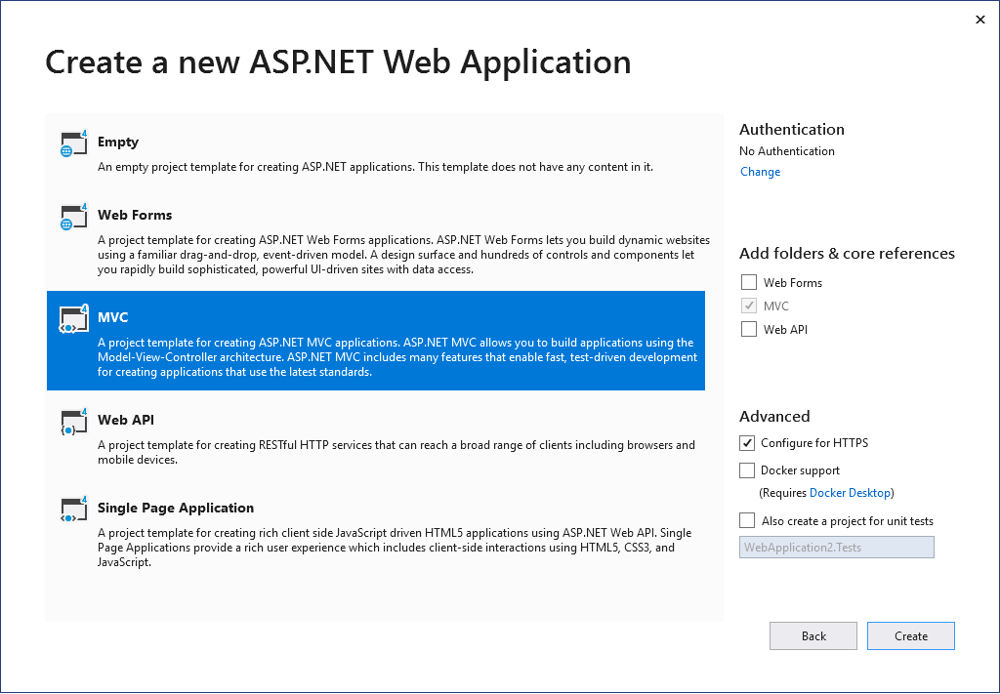 Create a new ASP.NET Web Application
4
Empty
An empty project template for creating ASP.NET applications. This template does not have any content in it.
4
Web Forms
A project template for creating ASP.NET Web Forms applications. ASP.NET Web Forms lets you build dynamic websites
using a familiar drag-and-drop, event-driven model. A design surface and hundreds of controls and components let
you rapidly build sophisticated, powerful UI-driven sites with data access.
4
MVC
A project template for creating ASP.NET MVC applications. ASP.NET MVC allows you to build applications using the
Model-View-Controller architecture. ASP.NET MVC includes many features that enable fast, test-driven development
for creating applications that use the latest standards.
4
Web API
A project template for creating RESTful HTTP services that can reach a broad range of clients including browsers and
mobile devices.
4
Single Page Application
A project template for creating rich client side JavaScript driven HTML5 applications using ASP.NET Web API. Single
Page Applications provide a rich user experience which includes client-side interactions using HTML5, CSS3, and
JavaScript.
Authentication
No Authentication
Change
Add folders & core references
Web Forms
MVC
Web API
Advanced
Configure for HTTPS
Docker support
(Requires Docker Desktop)
Also create a project for unit tests
WebApplication2.Tests
Back
Create